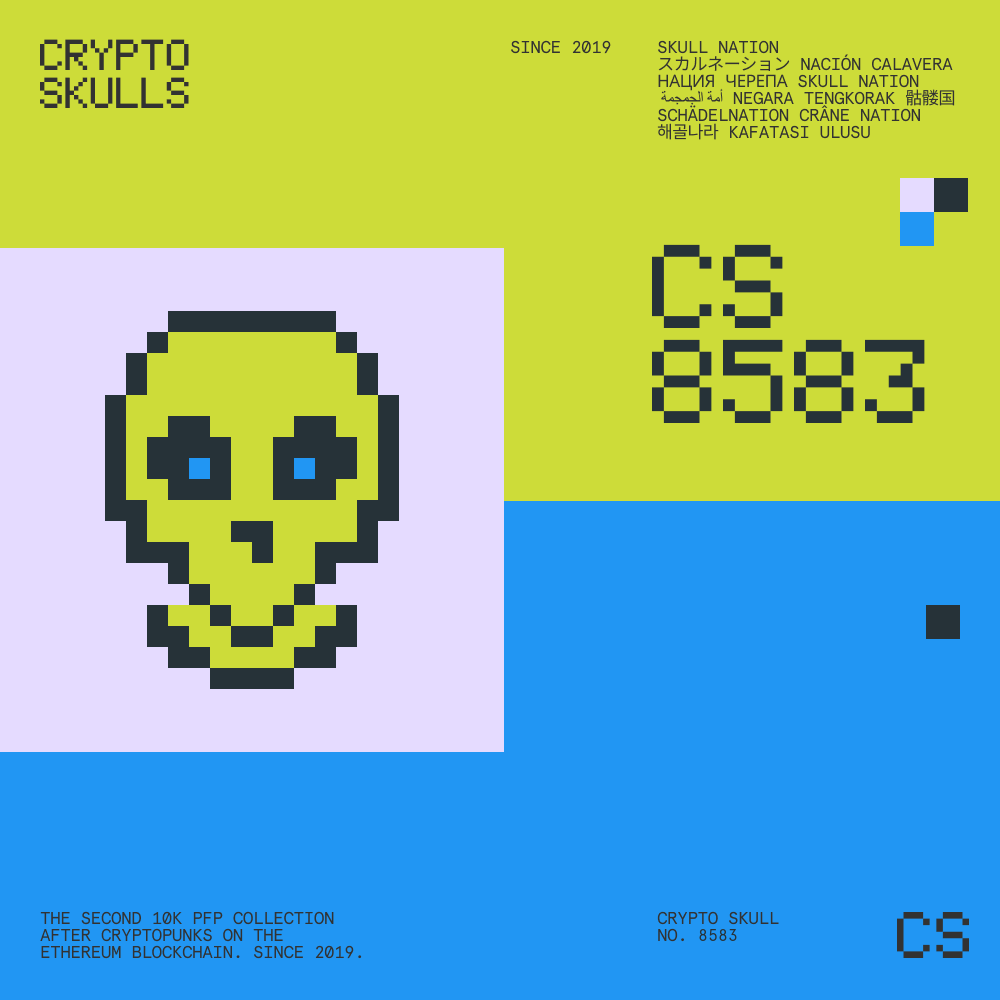 CRYPTO
SKULLS
SINCE 2019
SKULL NATION
スカルネーション NACIÓN CALAVERA
НАЦИЯ ЧЕРЕПА SKULL NATION
أمة الجمجمة NEGARA TENGKORAK 骷髅国
SCHÄDELNATION CRÂNE NATION
해골나라 KAFATASI ULUSU
CS
8583
THE SECOND 10K PFP COLLECTION
AFTER CRYPTOPUNKS ON THE
ETHEREUM BLOCKCHAIN. SINCE 2019.
CRYPTO SKULL
NO. 8583
CS